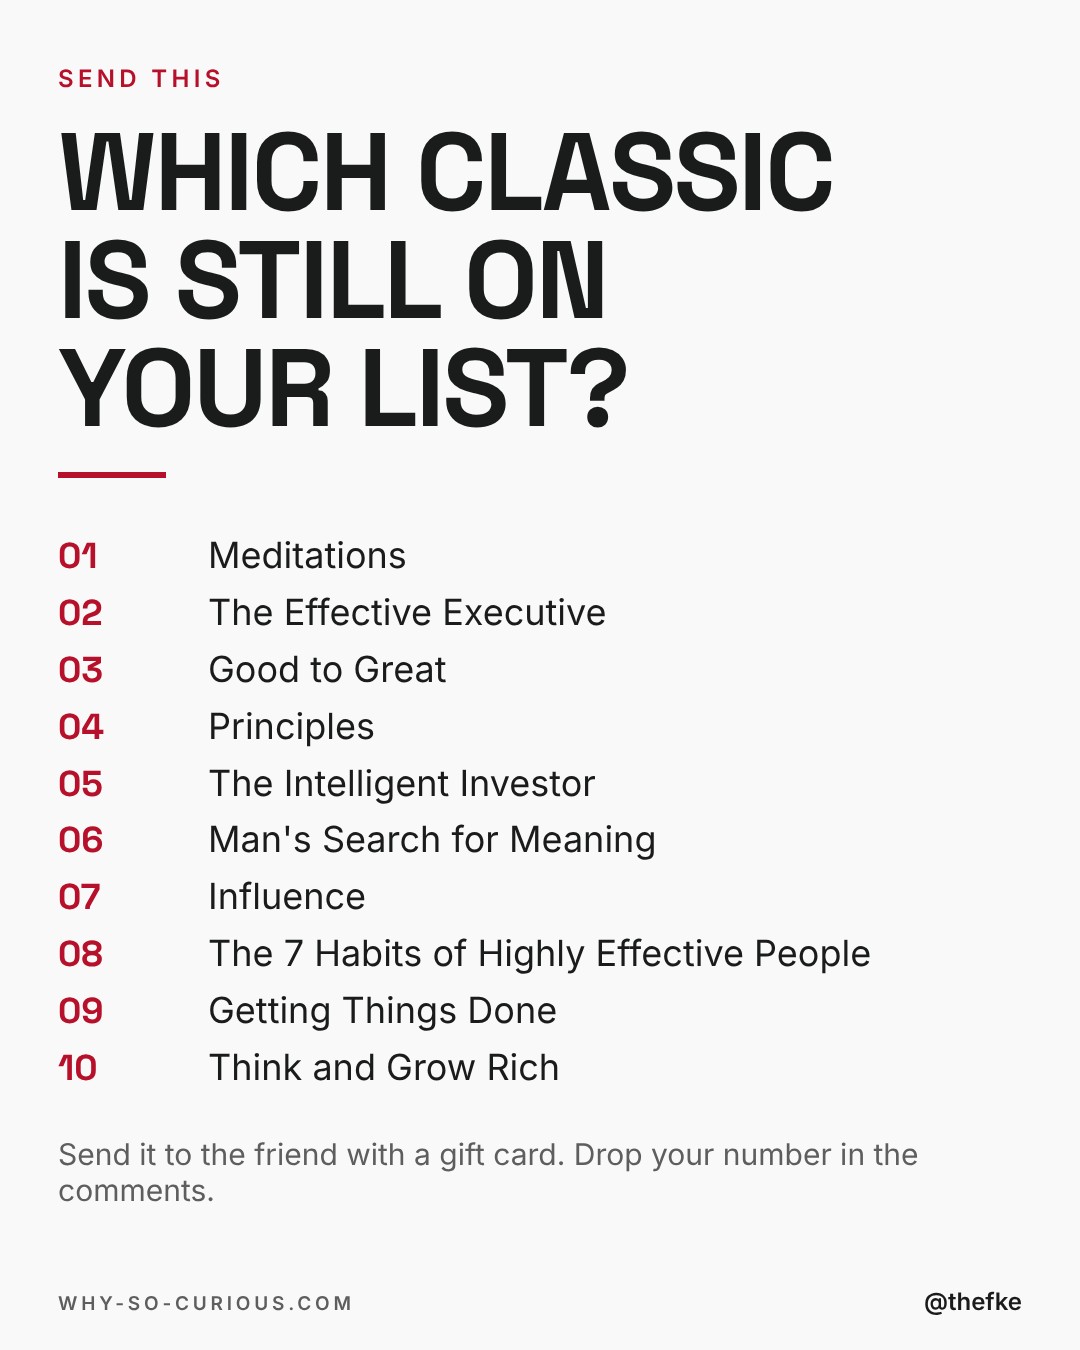 SEND THIS
WHICH CLASSIC
IS STILL ON
YOUR LIST?
01 Meditations
02 The Effective Executive
03 Good to Great
04 Principles
05 The Intelligent Investor
06 Man's Search for Meaning
07 Influence
08 The 7 Habits of Highly Effective People
09 Getting Things Done
10 Think and Grow Rich
Send it to the friend with a gift card. Drop your number in the
comments.
WHY-SO-CURIOUS.COM @thefke